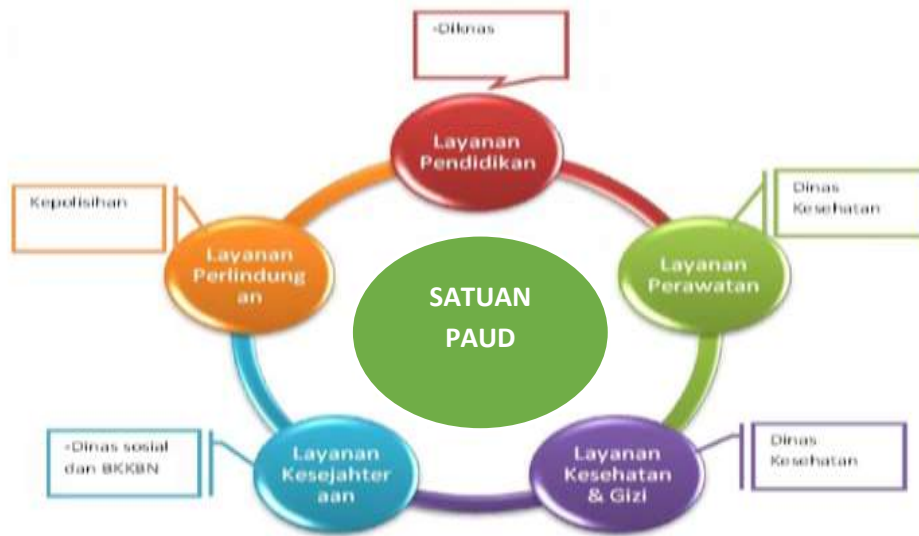 -Diknas
Layanan
Pendidikan
Dinas
Kesehatan
Layanan
Perawatan
Dinas
Kesehatan
Layanan
Kesehatan
& Gizi
-Dinas sosial
dan BKKBN
Layanan
Kesejahter
aan
Kepolisihan
Layanan
Perlindung
an
SATUAN
PAUD